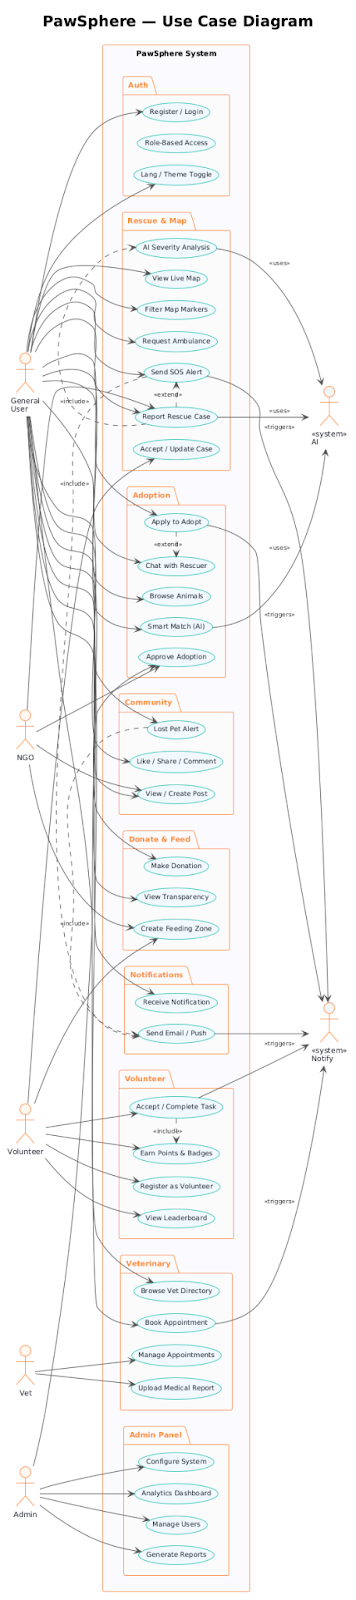 PawSphere — Use Case Diagram
PawSphere System
Auth
Register / Login
Role-Based Access
Lang / Theme Toggle
Rescue & Map
AI Severity Analysis
«uses»
View Live Map
Filter Map Markers
Request Ambulance
Send SOS Alert
General
User
«extend»
«include»
Report Rescue Case
«uses»
«triggers»
«system»
AI
Accept / Update Case
«include»
Adoption
Apply to Adopt
«extend»
«uses»
Chat with Rescuer
Browse Animals
Smart Match (AI)
«triggers»
Approve Adoption
Community
Lost Pet Alert
NGO
Like / Share / Comment
View / Create Post
Donate & Feed
Make Donation
View Transparency
«include»
Create Feeding Zone
Notifications
Receive Notification
Send Email / Push
«triggers»
«system»
Notify
Volunteer
Accept / Complete Task
«include»
Volunteer
Earn Points & Badges
Register as Volunteer
«triggers»
View Leaderboard
Veterinary
Browse Vet Directory
Book Appointment
Manage Appointments
Vet
Upload Medical Report
Admin Panel
Configure System
Analytics Dashboard
Admin
Manage Users
Generate Reports